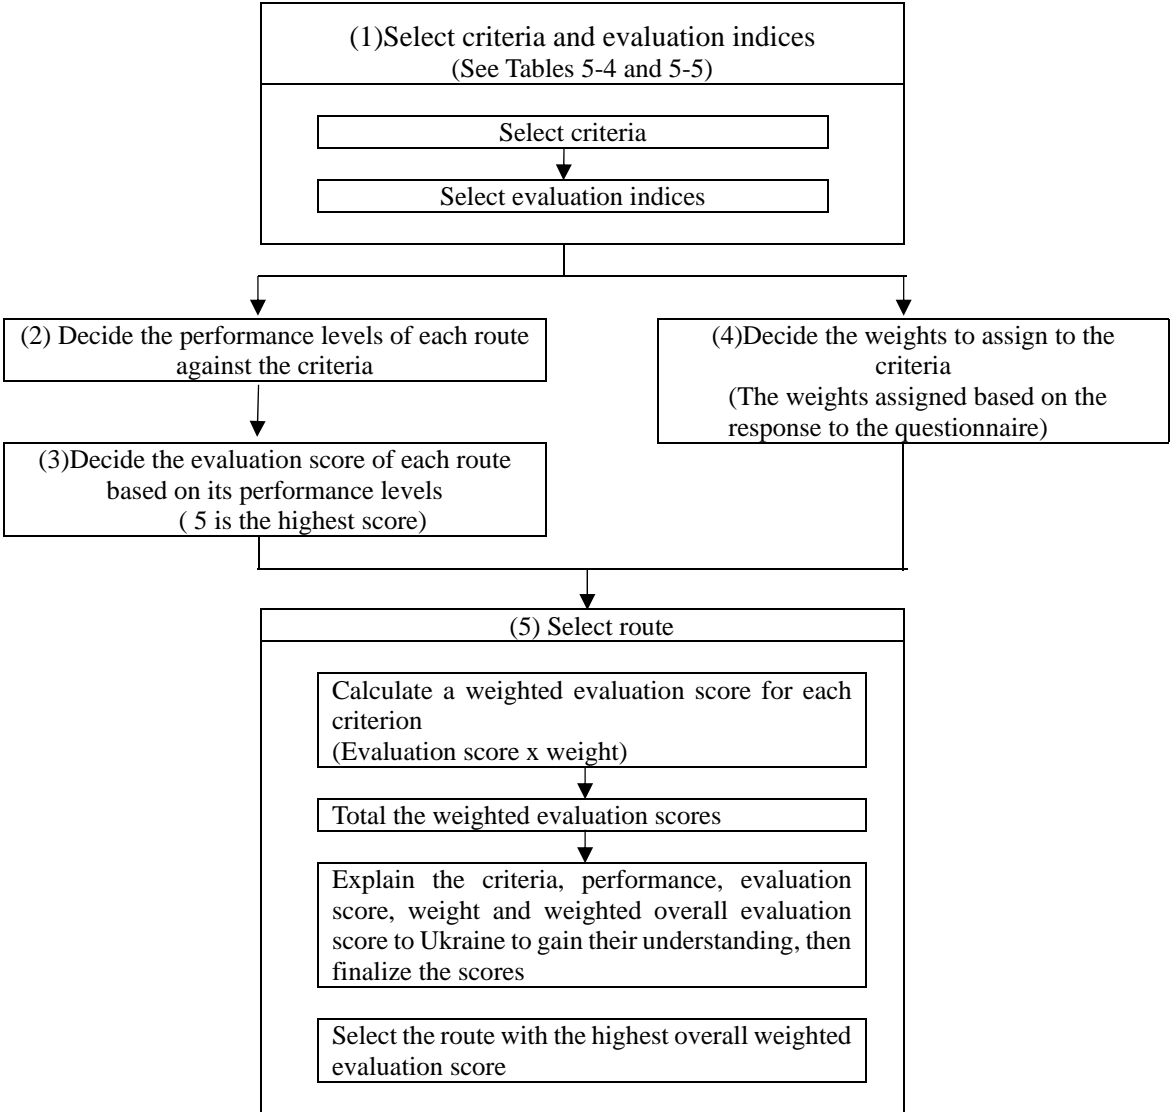 (1)Select criteria and evaluation indices
(See Tables 5-4 and 5-5)
Select criteria
Select evaluation indices
(2) Decide the performance levels of each route
against the criteria
(4)Decide the weights to assign to the
criteria
(The weights assigned based on the
response to the questionnaire)
(3)Decide the evaluation score of each route
based on its performance levels
( 5 is the highest score)
(5) Select route
Calculate a weighted evaluation score for each
criterion
(Evaluation score x weight)
Total the weighted evaluation scores
Explain the criteria, performance, evaluation
score, weight and weighted overall evaluation
score to Ukraine to gain their understanding, then
finalize the scores
Select the route with the highest overall weighted
evaluation score